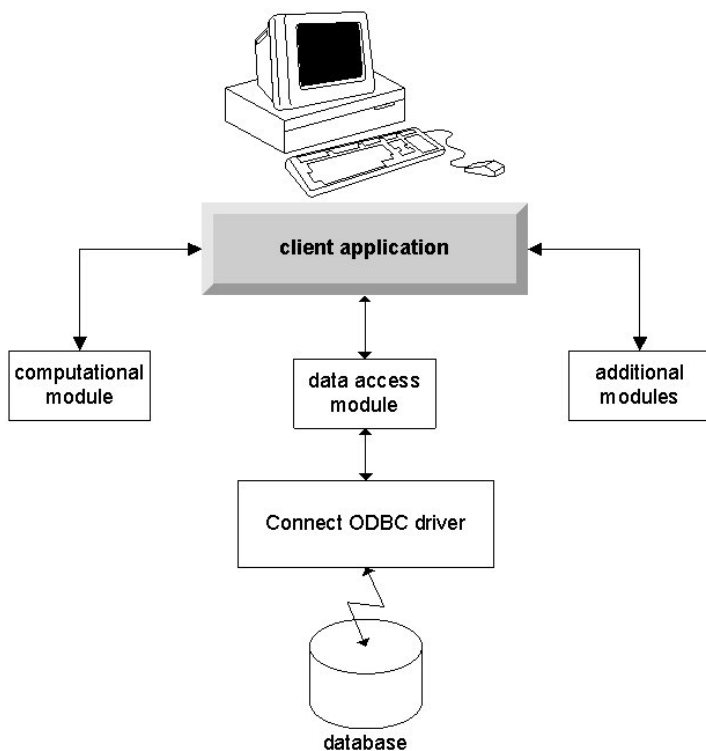 client application
computational
module
data access
module
additional
modules
Connect ODBC driver
database